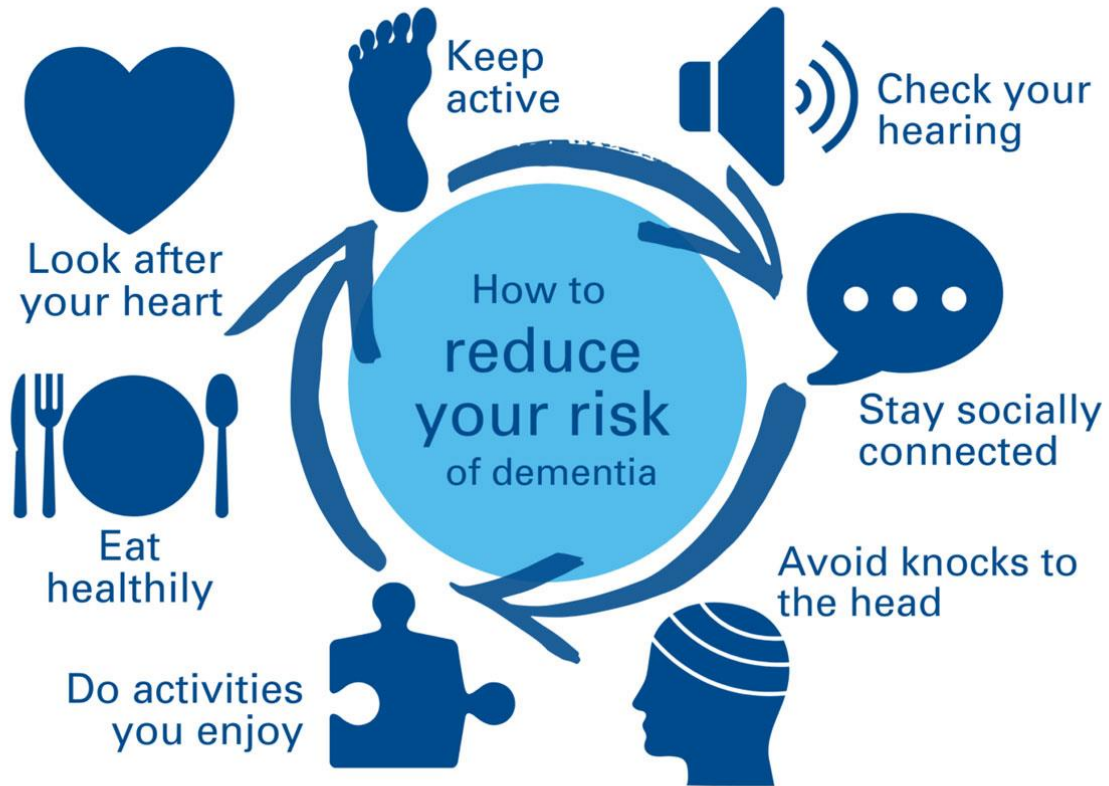 How to
reduce
your risk
of dementia
Keep
active
Check your
hearing
Stay socially
connected
Avoid knocks to
the head
Do activities
you enjoy
Eat
healthily
Look after
your heart